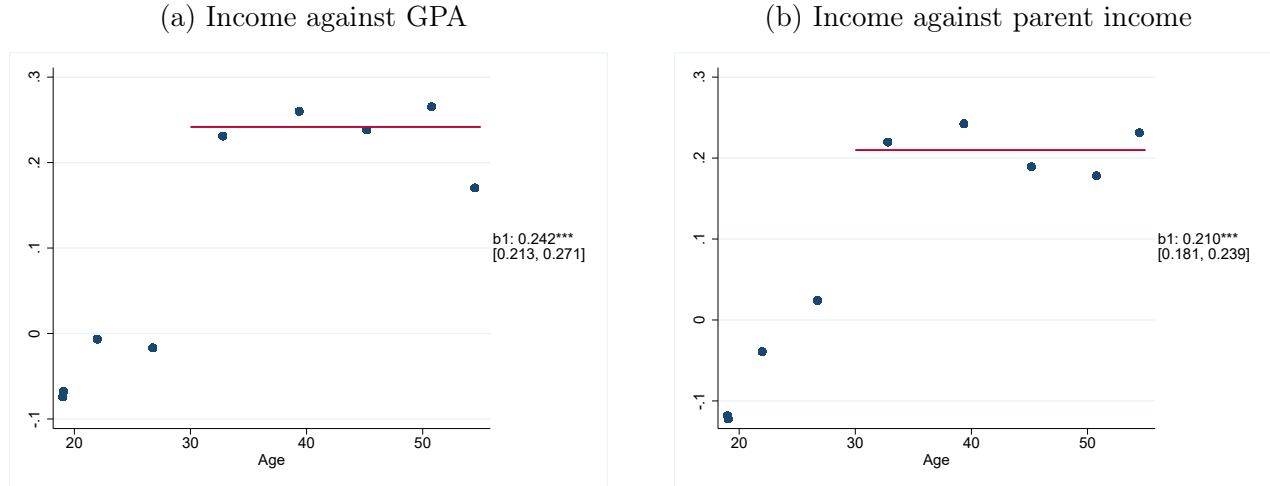 (a) Income against GPA
.3
.2
.1
0
-.1
20 30 40 50
Age
b1: 0.242***
[0.213, 0.271]
(b) Income against parent income
.3
.2
.1
0
-.1
20 30 40 50
Age
b1: 0.210***
[0.181, 0.239]